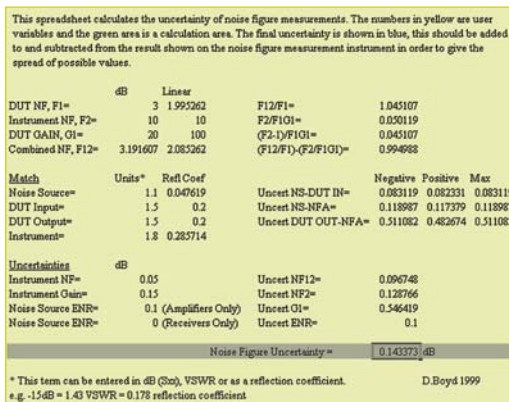 This spreadsheet calculates the uncertainty of noise figure measurements. The numbers in yellow are user
variables and the green area is a calculation area. The final uncertainty is shown in blue, this should be added
to and subtracted from the result shown on the noise figure measurement instrument in order to give the
spread of possible values.
dB Linear
DUT NF, F1= 3 1.995262 F12/F1= 1.045107
Instrument NF, F2= 10 10 F2/F1G1= 0.050119
DUT GAIN, G1= 20 100 (F2-1)/F1G1= 0.045107
Combined NF, F12= 3.191607 2.085262 (F12/F1)-(F2/F1G1)= 0.994988
Match Units* Refl Coef Negative Positive Max
Noise Source= 1.1 0.047619 Uncert NS-DUT IN= 0.083119 0.082331 0.083119
DUT Input= 1.5 0.2 Uncert NS-NFA= 0.118987 0.117379 0.118987
DUT Output= 1.5 0.2 Uncert DUT OUT-NFA= 0.511082 0.482674 0.511082
Instrument= 1.8 0.285714
Uncertainties dB
Instrument NF= 0.05 Uncert NF12= 0.096748
Instrument Gain= 0.15 Uncert NF2= 0.128766
Noise Source ENR= 0.1 (Amplifiers Only) Uncert G1= 0.546419
Noise Source ENR= 0 (Receivers Only) Uncert ENR= 0.1
Noise Figure Uncertainty = 0.143373 dB
* This term can be entered in dB (Sxx), VSWR or as a reflection coefficient. D.Boyd 1999
e.g. -15dB = 1.43 VSWR = 0.178 reflection coefficient